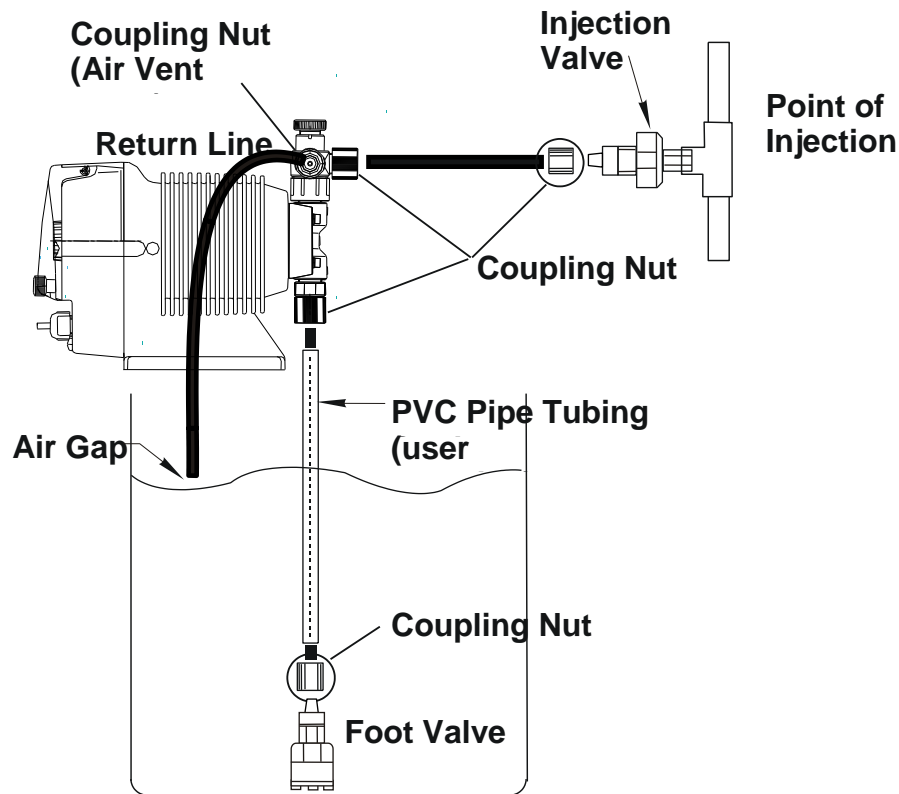 Coupling Nut
(Air Vent
Injection
Valve
Point of
Injection
Return Line
Coupling Nut
PVC Pipe Tubing
(user
Air Gap
Coupling Nut
Foot Valve